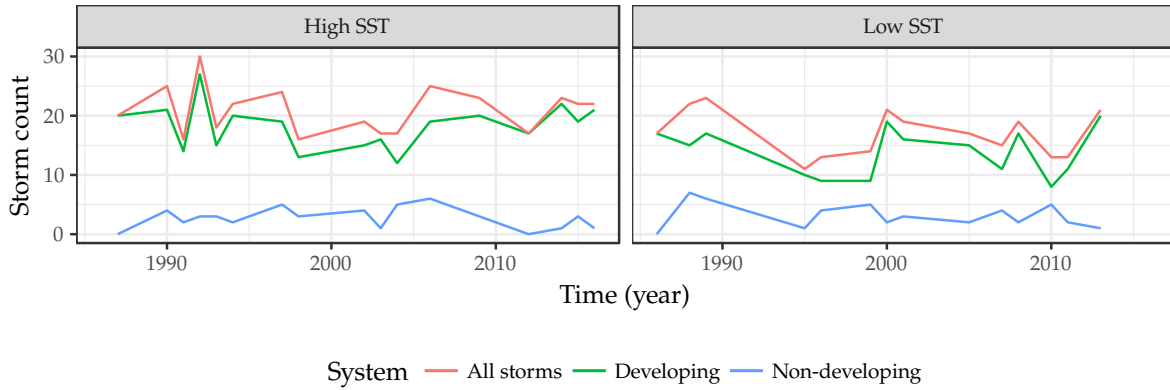 High SST Low SST
30
20
10
0
Storm count
1990 2000 2010 1990 2000 2010
Time (year)
System All storms Developing Non-developing